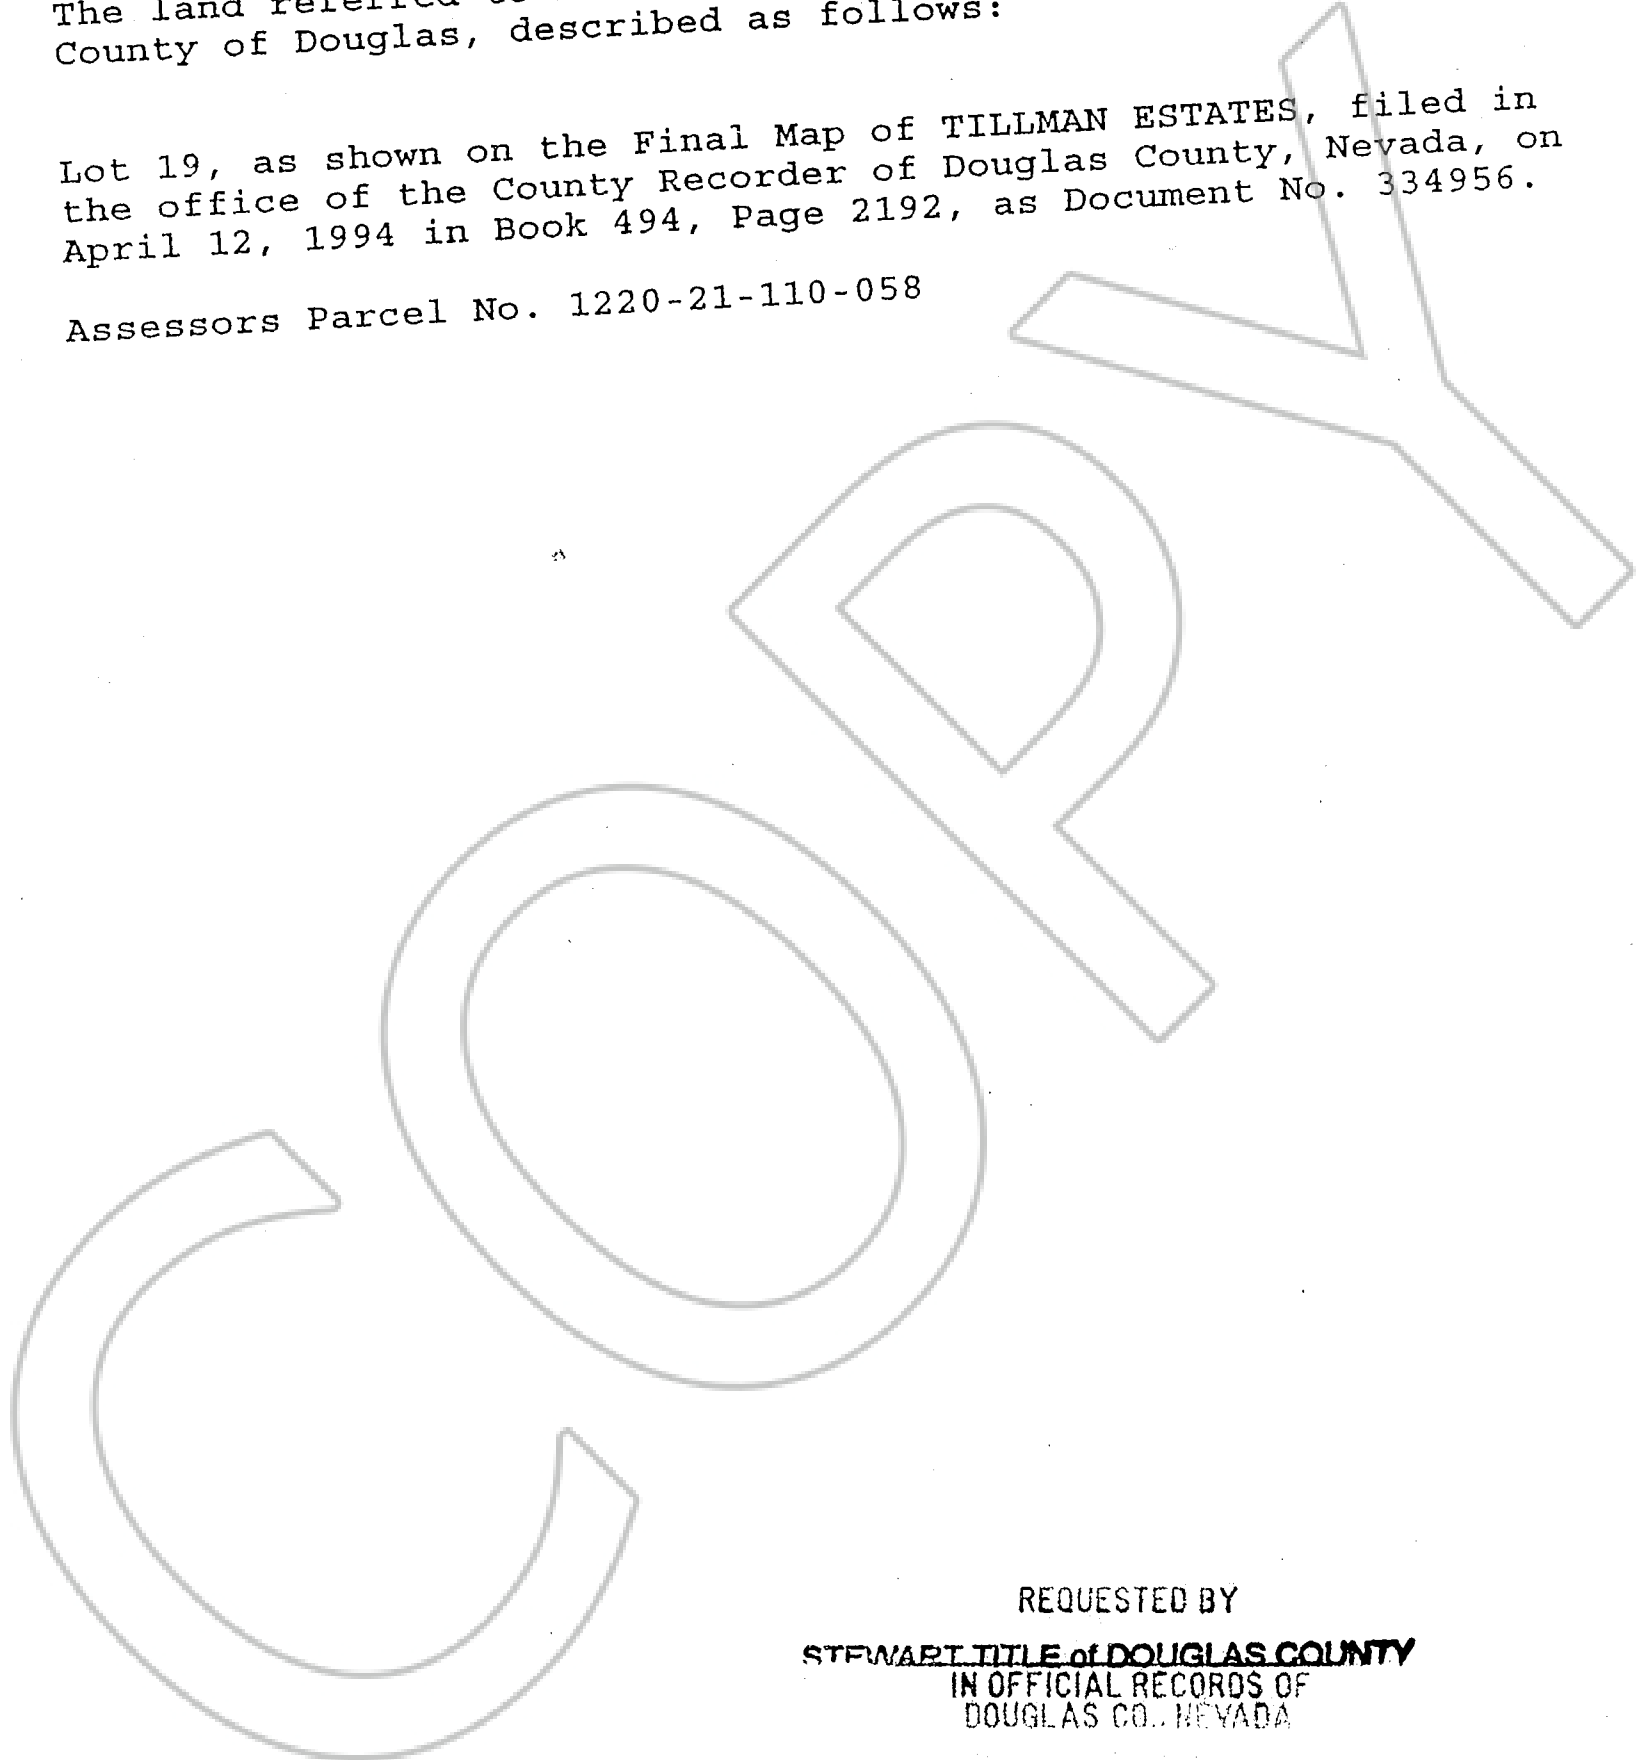 The land referred
County of Douglas, described as follows:
Lot 19, as shown on the Final Map of TILLMAN ESTATES, filed in
the office of the County Recorder of Douglas County, Nevada, on
April 12, 1994 in Book 494, Page 2192, as Document No. 334956.
Assessors Parcel No. 1220-21-110-058
COPY
REQUESTED BY
STEWART TITLE of DOUGLAS COUNTY
IN OFFICIAL RECORDS OF
DOUGLAS CO., NEVADA